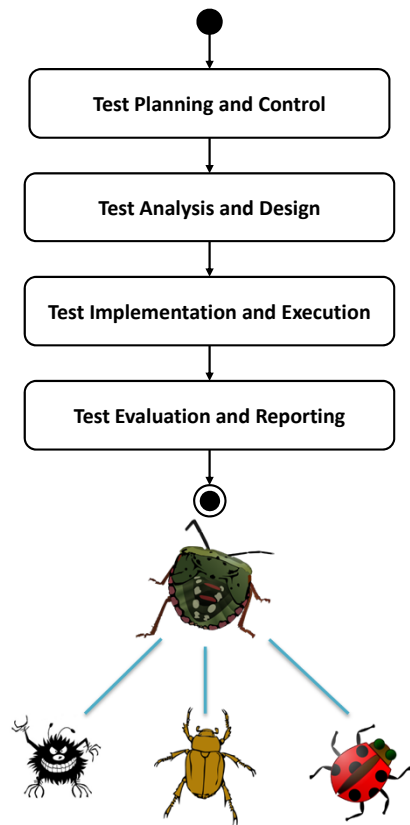 Test Planning and Control
Test Analysis and Design
Test Implementation and Execution
Test Evaluation and Reporting